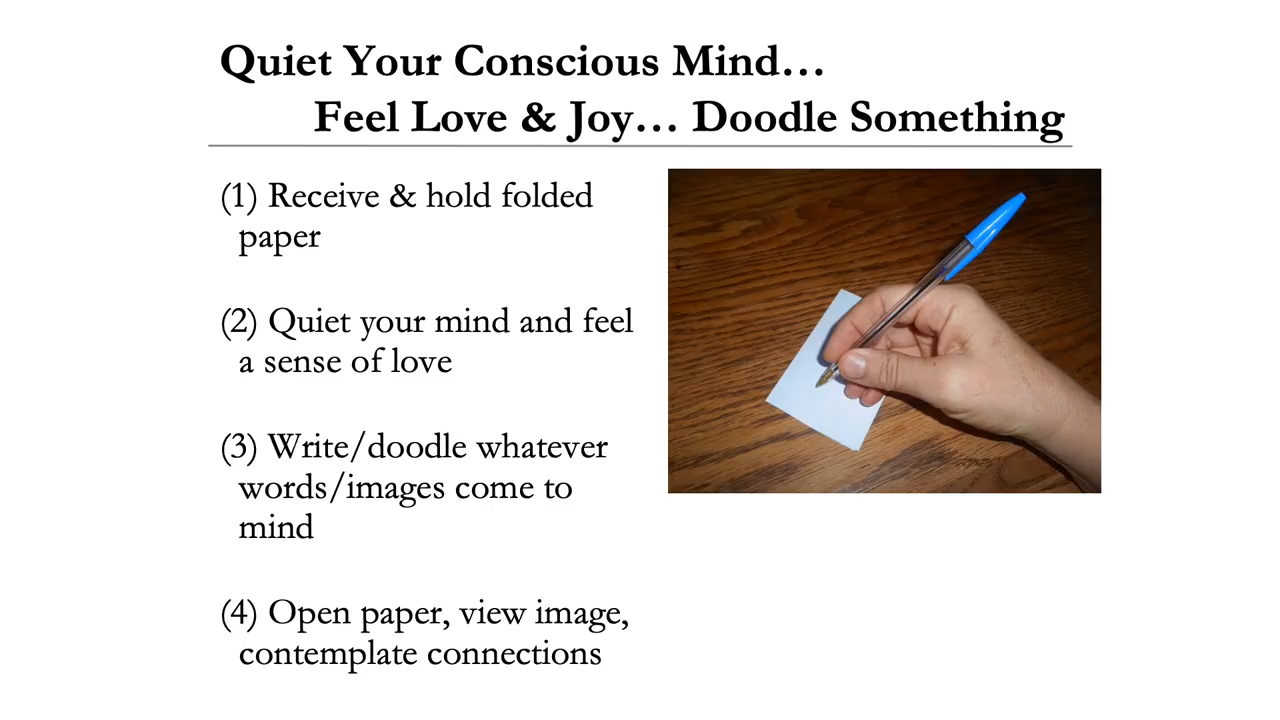 Quiet Your Conscious Mind…
Feel Love & Joy… Doodle Something
(1) Receive & hold folded
paper
(2) Quiet your mind and feel
a sense of love
(3) Write/doodle whatever
words/images come to
mind
(4) Open paper, view image,
contemplate connections